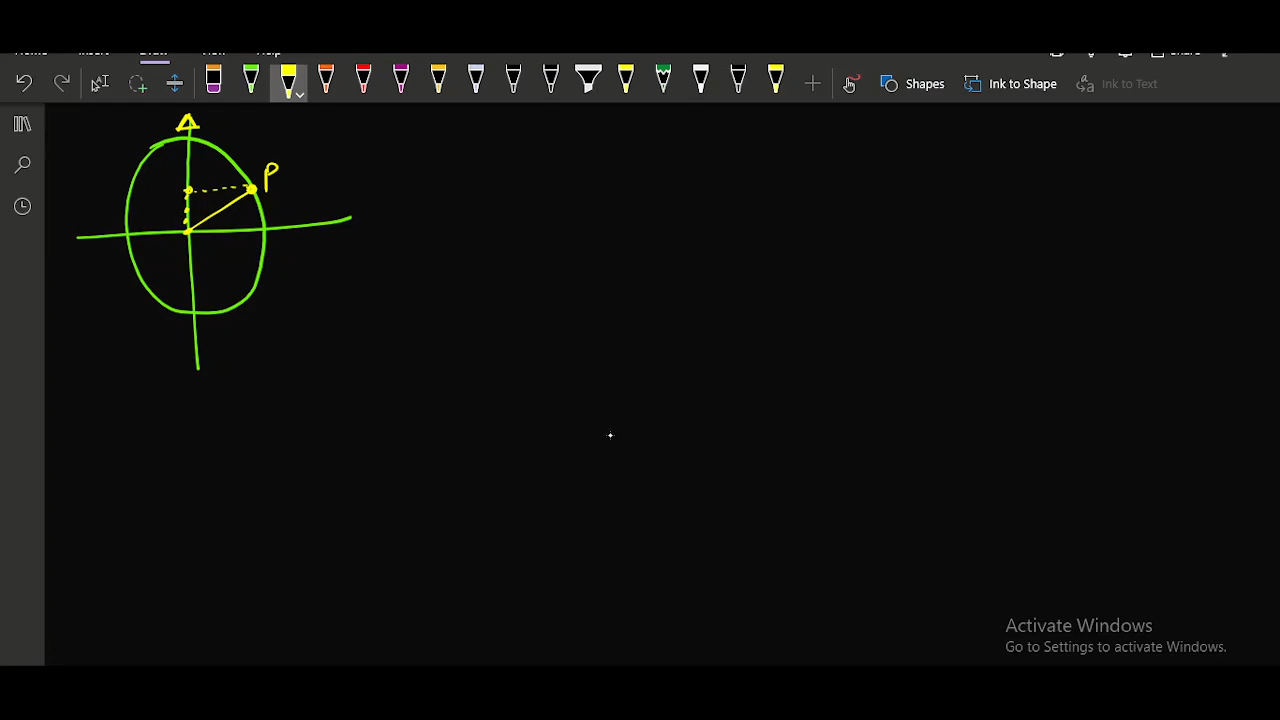 Shapes
Ink to Shape
Ink to Text
P
Activate Windows
Go to Settings to activate Windows.